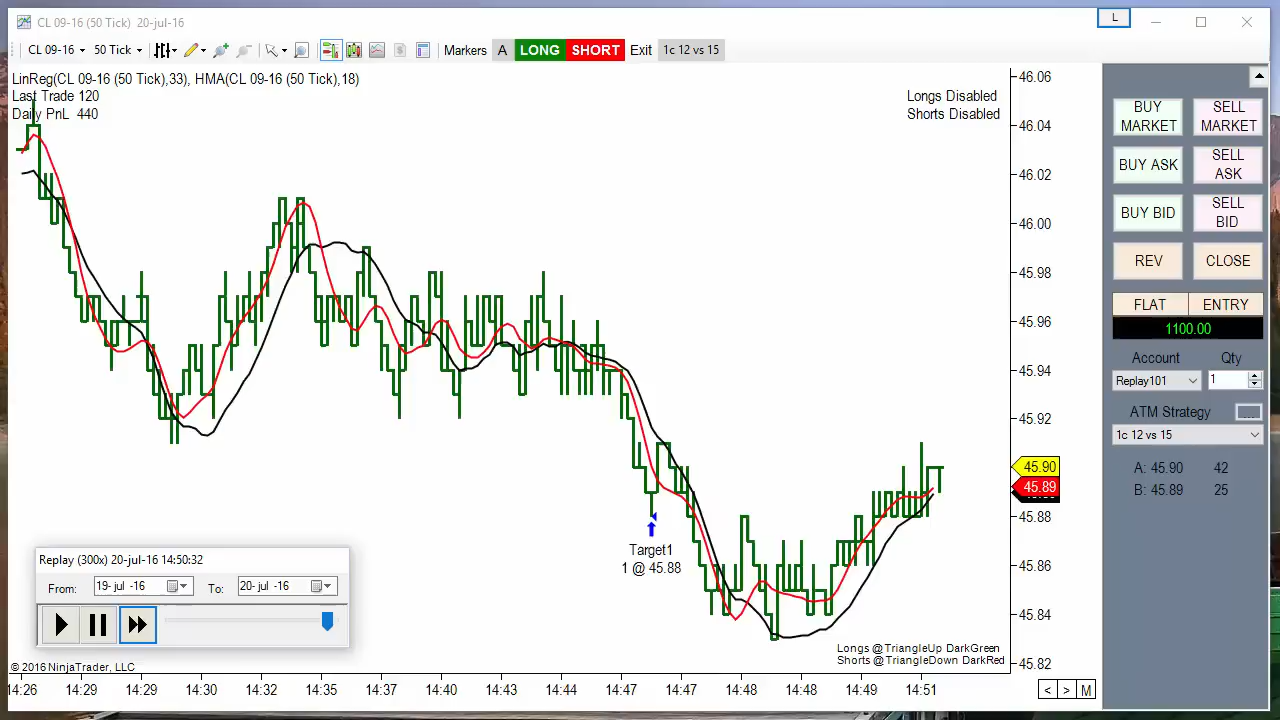 CL 09-16 (50 Tick) 20-jul-16
L
CL 09-16 50 Tick Markers A LONG SHORT Exit 1c 12 vs 15
LinReg(CL 09-16 (50 Tick),33), HMA(CL 09-16 (50 Tick),18)
Last Trade 120
Daily PnL 440
Longs Disabled
Shorts Disabled
46.06
46.04
46.02
46.00
45.98
45.96
45.94
45.92
45.90
45.89
45.88
45.86
45.84
45.82
Target1
1 @ 45.88
Replay (300x) 20-jul-16 14:50:32
From: 19- jul -16 To: 20- jul -16
Longs @TriangleUp DarkGreen
Shorts @TriangleDown DarkRed
© 2016 NinjaTrader, LLC
14:26 14:29 14:29 14:30 14:32 14:35 14:37 14:40 14:43 14:44 14:47 14:47 14:48 14:48 14:49 14:51
< > M
BUY MARKET
SELL MARKET
BUY ASK
SELL ASK
BUY BID
SELL BID
REV CLOSE
FLAT ENTRY
1100.00
Account Qty
Replay101 1
ATM Strategy
1c 12 vs 15
A: 45.90 42
B: 45.89 25